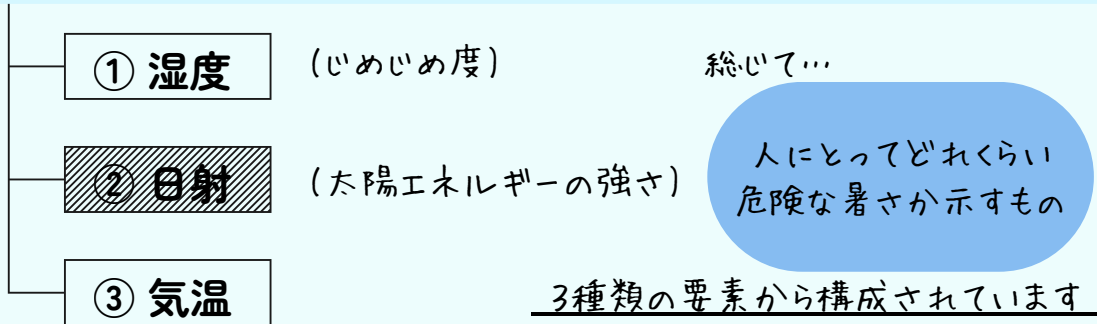 ① 湿度 (じめじめ度)
総じて…
② 日射 (太陽エネルギーの強さ)
人にとってどれくらい
危険な暑さか示すもの
③ 気温
3種類の要素から構成されています